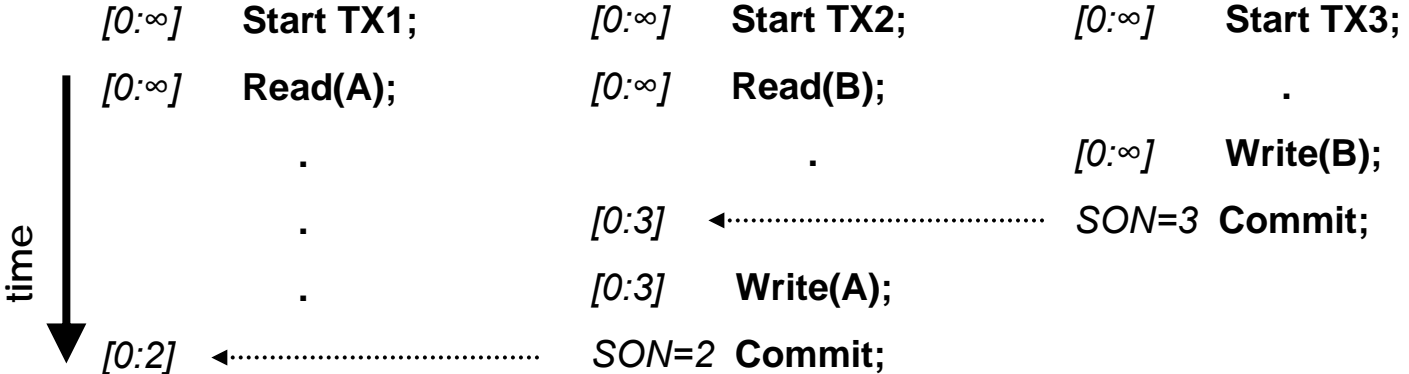 [0:∞] Start TX1; [0:∞] Start TX2; [0:∞] Start TX3;
[0:∞] Read(A); [0:∞] Read(B); .
. . [0:∞] Write(B);
. [0:3] SON=3 Commit;
. [0:3] Write(A);
[0:2] SON=2 Commit;
time